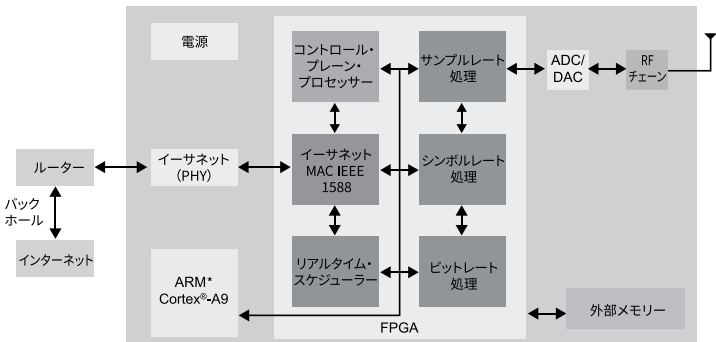 電源
コントロール・
プレーン・
プロセッサー
サンプルレート
処理
ADC/
DAC
RF
チェーン
ルーター
イーサネット
(PHY)
イーサネット
MAC IEEE
1588
シンボルレート
処理
バック
ホール
インターネット
ARM*
Cortex®-A9
リアルタイム・
スケジューラー
ビットレート
処理
外部メモリー
FPGA